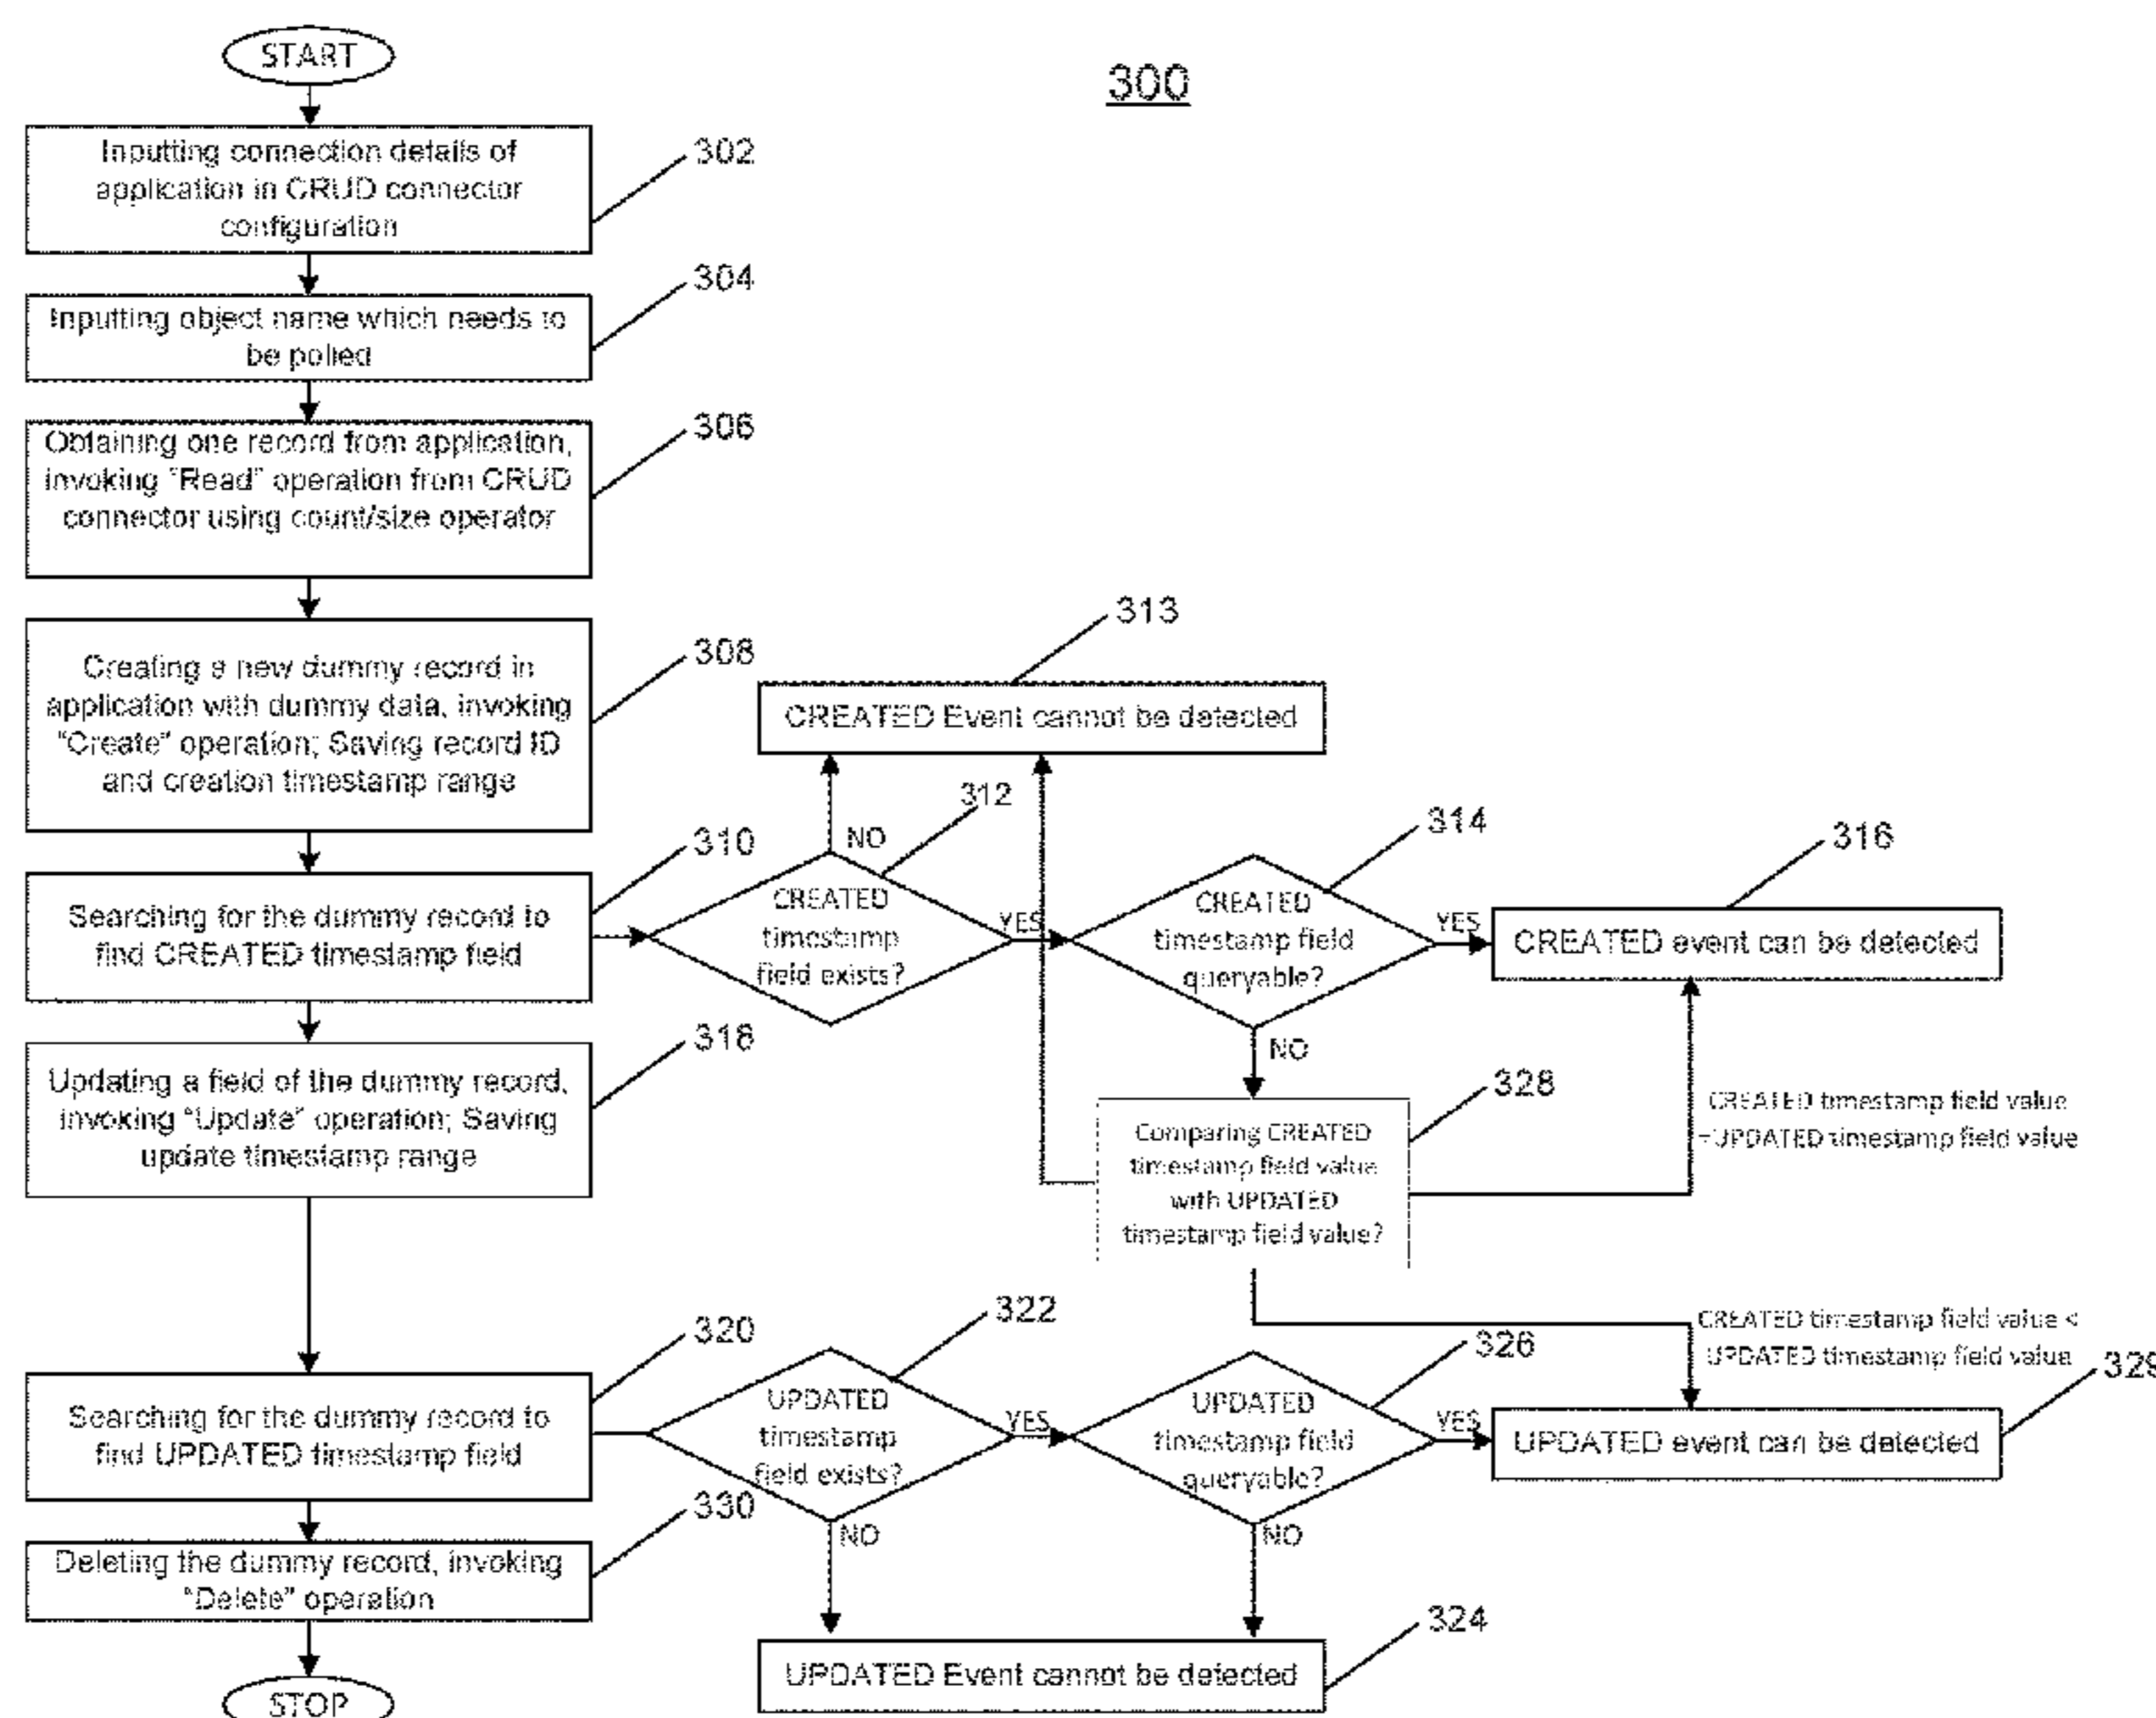 START
300
Inputting connection details of
application in CRUD connector
configuration
302
Inputting object name which needs to
be polled
304
Obtaining one record from application,
invoking "Read" operation from CRUD
connector using count/size operator
306
Creating a new dummy record in
application with dummy data, invoking
"Create" operation; Saving record ID
and creation timestamp range
308
313
CREATED Event cannot be detected
Searching for the dummy record to
find CREATED timestamp field
310
NO
312
CREATED
timestamp
field exists?
YES
314
CREATED
timestamp field
queryable?
YES
316
CREATED event can be detected
NO
Updating a field of the dummy record,
invoking "Update" operation; Saving
update timestamp range
318
328
Comparing CREATED
timestamp field value
with UPDATED
timestamp field value?
CREATED timestamp field value
UPDATED timestamp field value
CREATED timestamp field value <
UPDATED timestamp field value
Searching for the dummy record to
find UPDATED timestamp field
320
322
UPDATED
timestamp
field exists?
YES
NO
326
UPDATED
timestamp field
queryable?
YES
NO
UPDATED event can be detected
Deleting the dummy record, invoking
"Delete" operation
330
324
UPDATED Event cannot be detected
STOP